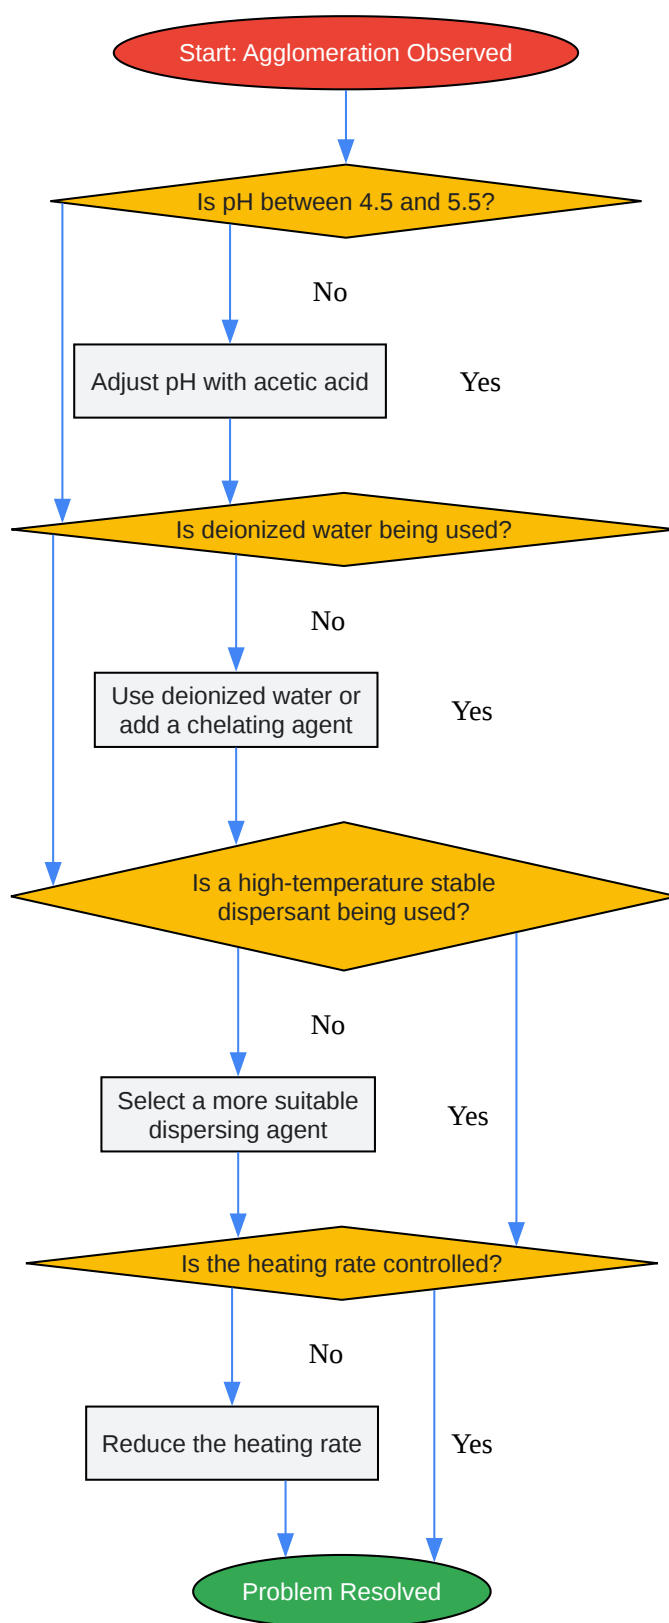 Start: Agglomeration Observed
Is pH between 4.5 and 5.5?
No
Adjust pH with acetic acid
Yes
Is deionized water being used?
No
Use deionized water or
add a chelating agent
Yes
Is a high-temperature stable
dispersant being used?
No
Select a more suitable
dispersing agent
Yes
Is the heating rate controlled?
No
Reduce the heating rate
Yes
Problem Resolved